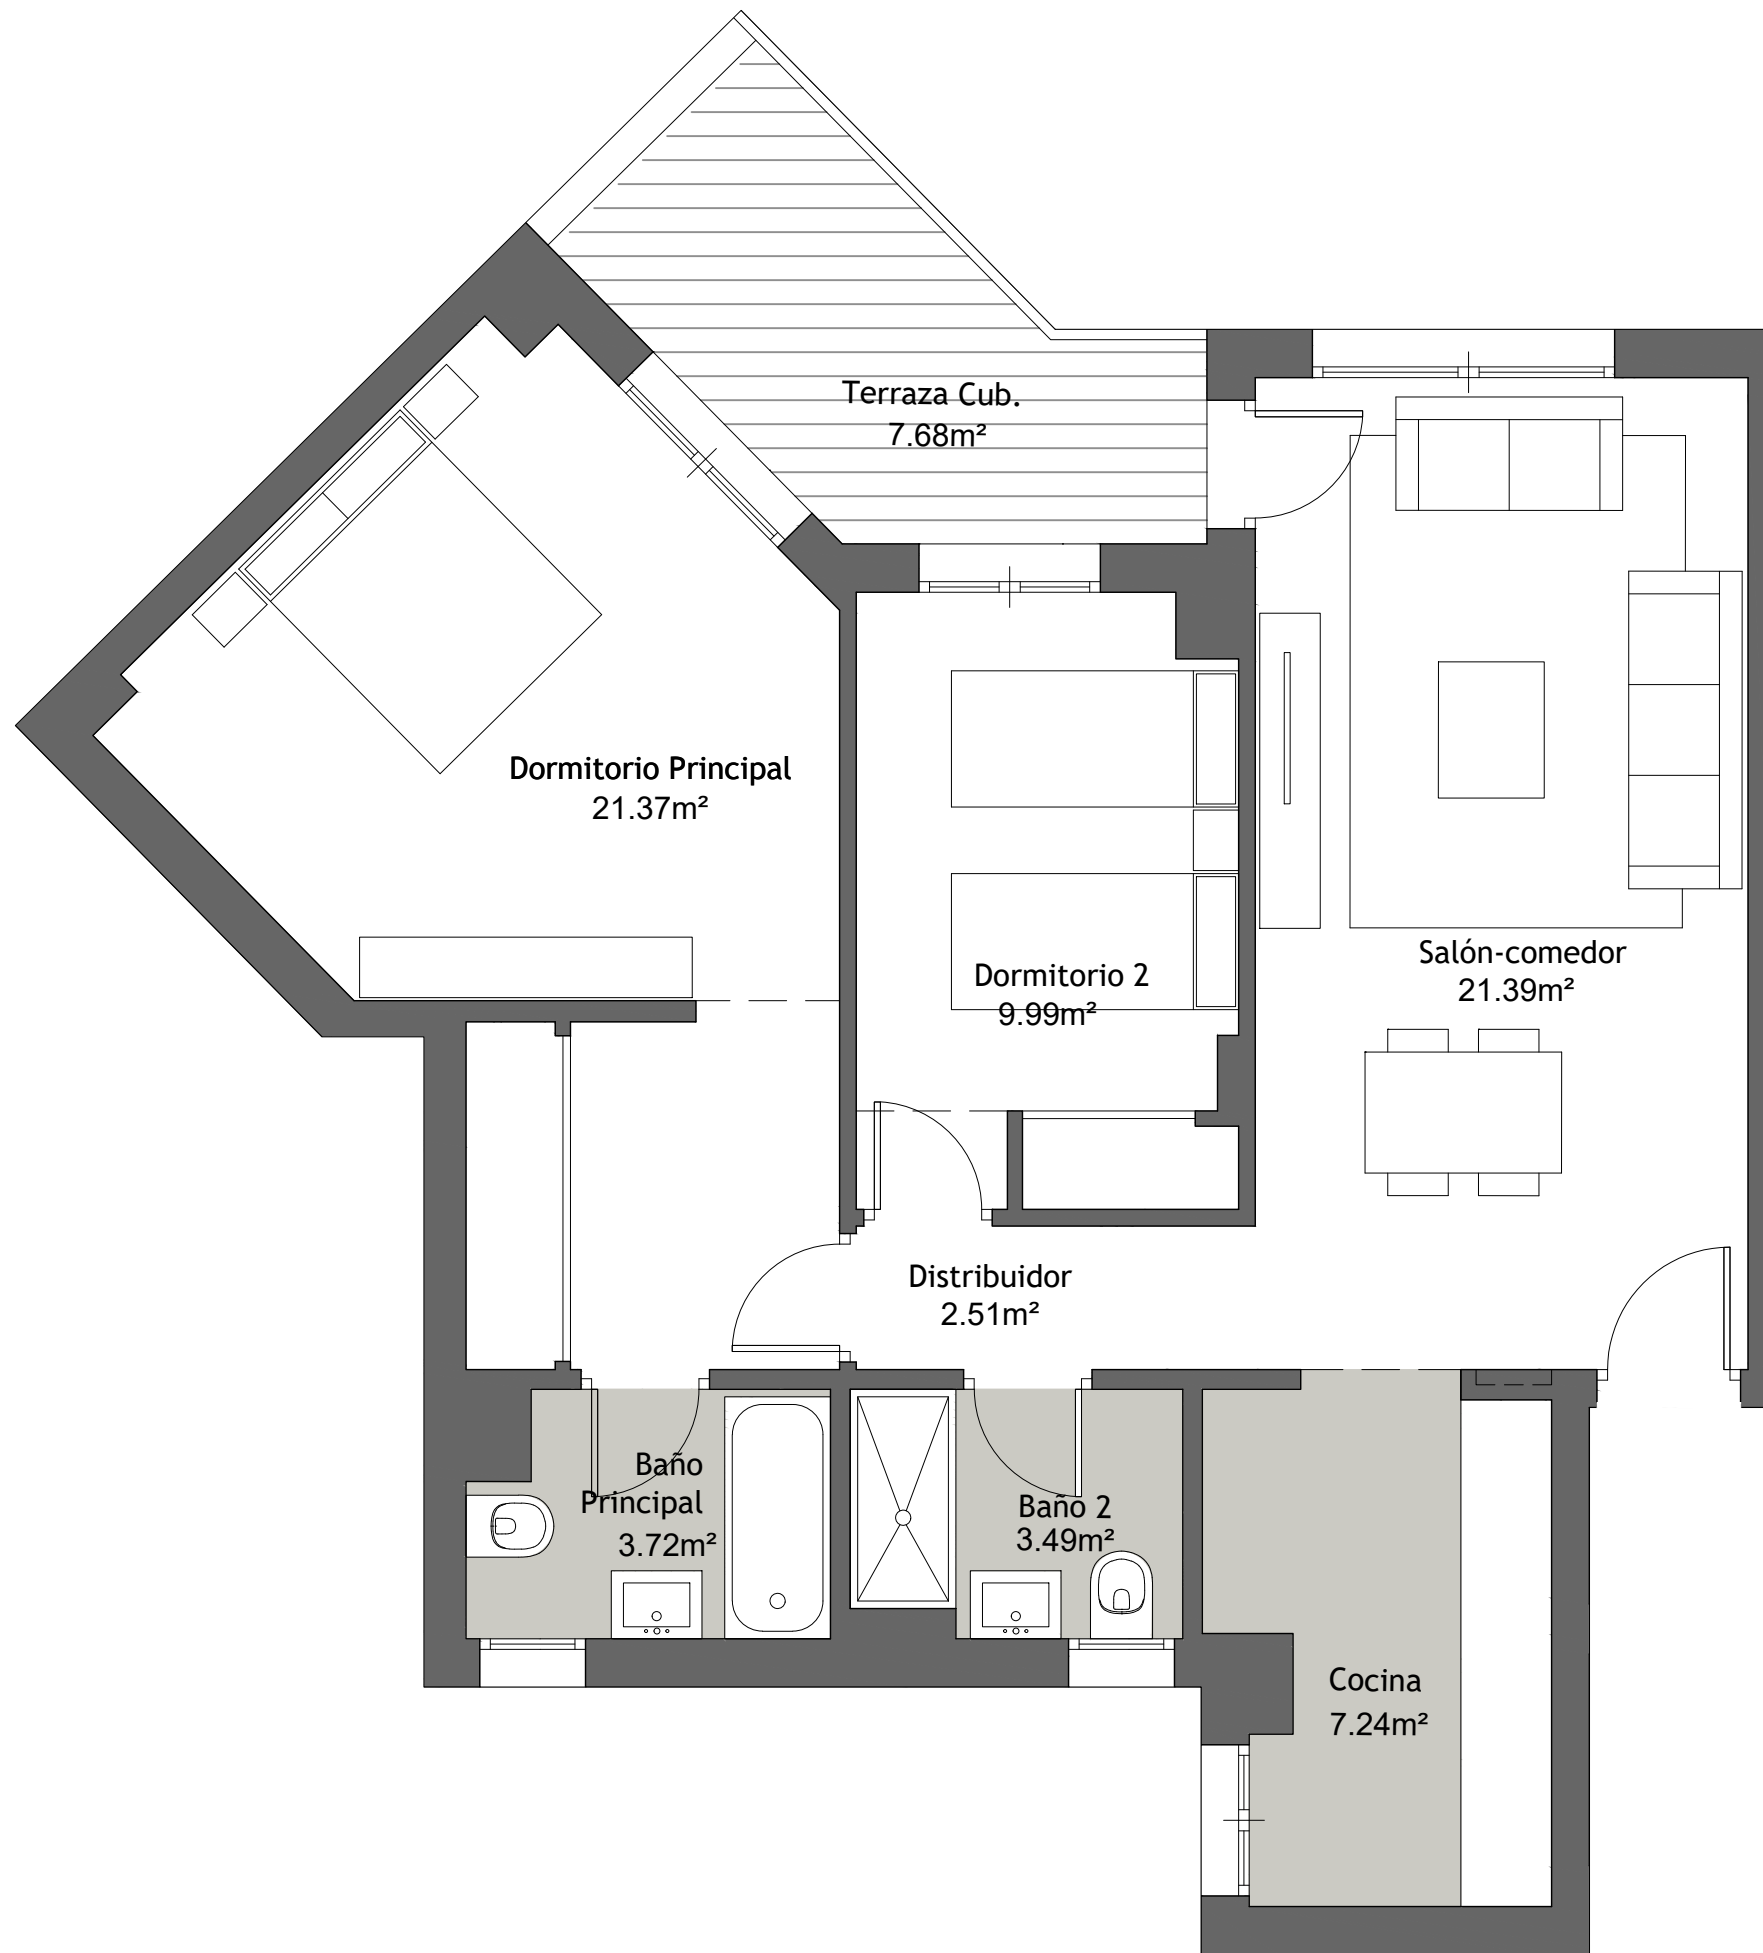 Terraza Cub.
7.68m²
Dormitorio Principal
21.37m²
Salón-comedor
21.39m²
Dormitorio 2
9.99m²
Distribuidor
2.51m²
Baño
Principal
3.72m²
Baño 2
3.49m²
Cocina
7.24m²